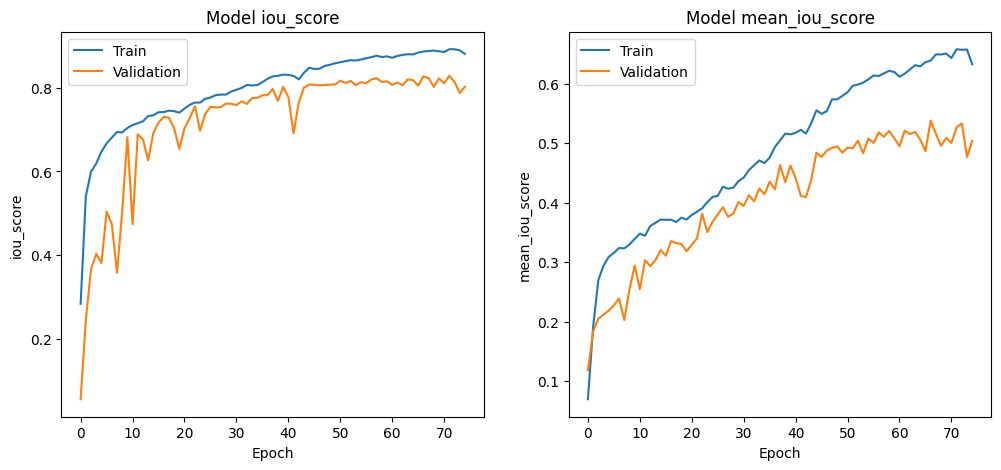 Model iou_score
Train
Validation
0.8
0.6
0.4
0.2
iou_score
0 10 20 30 40 50 60 70
Epoch
Model mean_iou_score
Train
Validation
0.6
0.5
0.4
0.3
0.2
0.1
mean_iou_score
0 10 20 30 40 50 60 70
Epoch